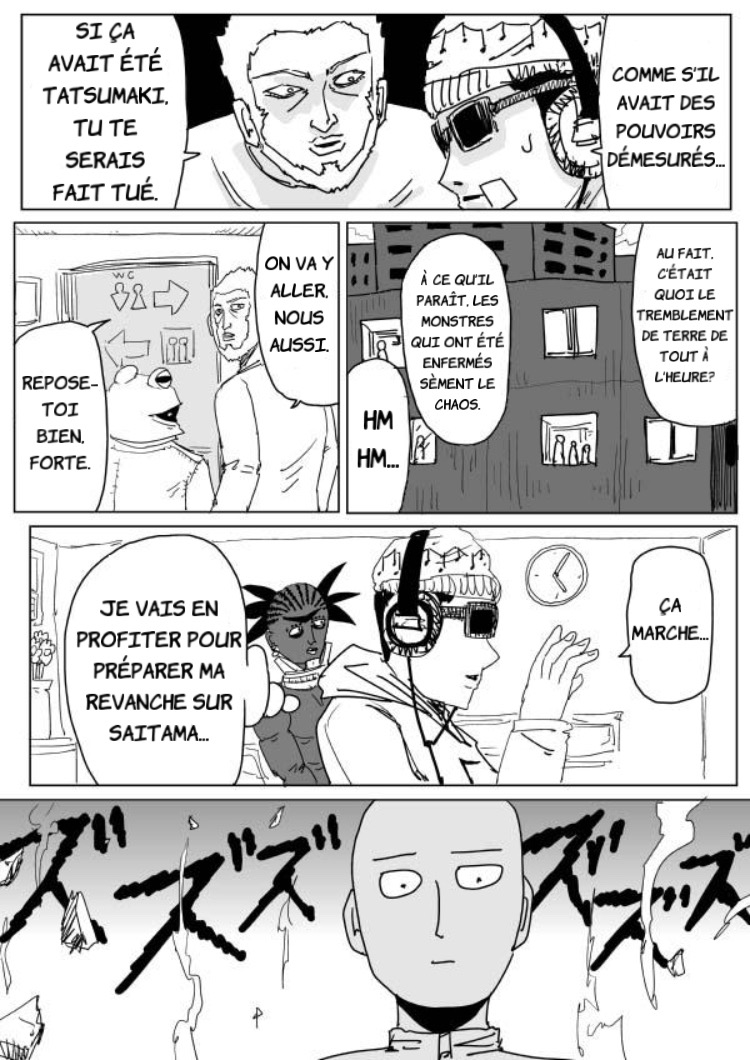 COMME S'IL
AVAIT DES
POUVOIRS
DÉMESURÉS...
SI ÇA
AVAIT ÉTÉ
TATSUMAKI,
TU TE
SERAIS
FAIT TUÉ.
AU FAIT,
C'ÉTAIT
QUOI LE
TREMBLEMENT
DE TERRE DE
TOUT À
L'HEURE?
À CE QU'IL
PARAÎT, LES
MONSTRES
QUI ONT ÉTÉ
ENFERMÉS
SÈMENT LE
CHAOS.
HM
HM...
ON VA Y
ALLER,
NOUS
AUSSI.
WC
REPOSE-
TOI
BIEN,
FORTE.
ÇA
MARCHE...
JE VAIS EN
PROFITER POUR
PRÉPARER MA
REVANCHE SUR
SAITAMA...
ズズズ
ズズズ